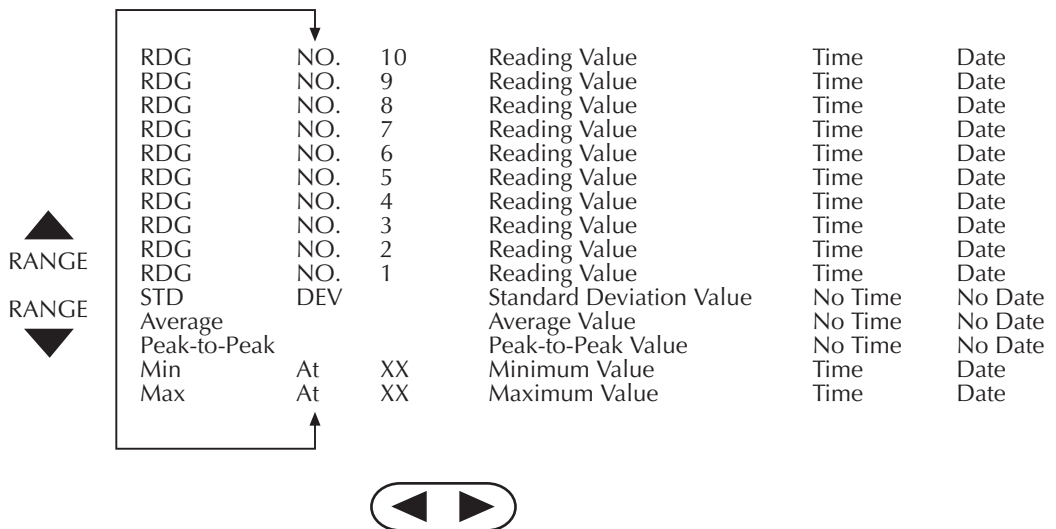 RDG NO. 10 Reading Value Time Date
RDG NO. 9 Reading Value Time Date
RDG NO. 8 Reading Value Time Date
RDG NO. 7 Reading Value Time Date
RDG NO. 6 Reading Value Time Date
RDG NO. 5 Reading Value Time Date
RDG NO. 4 Reading Value Time Date
RDG NO. 3 Reading Value Time Date
RDG NO. 2 Reading Value Time Date
RDG NO. 1 Reading Value Time Date
STD DEV Standard Deviation Value No Time No Date
Average Average Value No Time No Date
Peak-to-Peak Peak-to-Peak Value No Time No Date
Min At XX Minimum Value Time Date
Max At XX Maximum Value Time Date
RANGE
RANGE